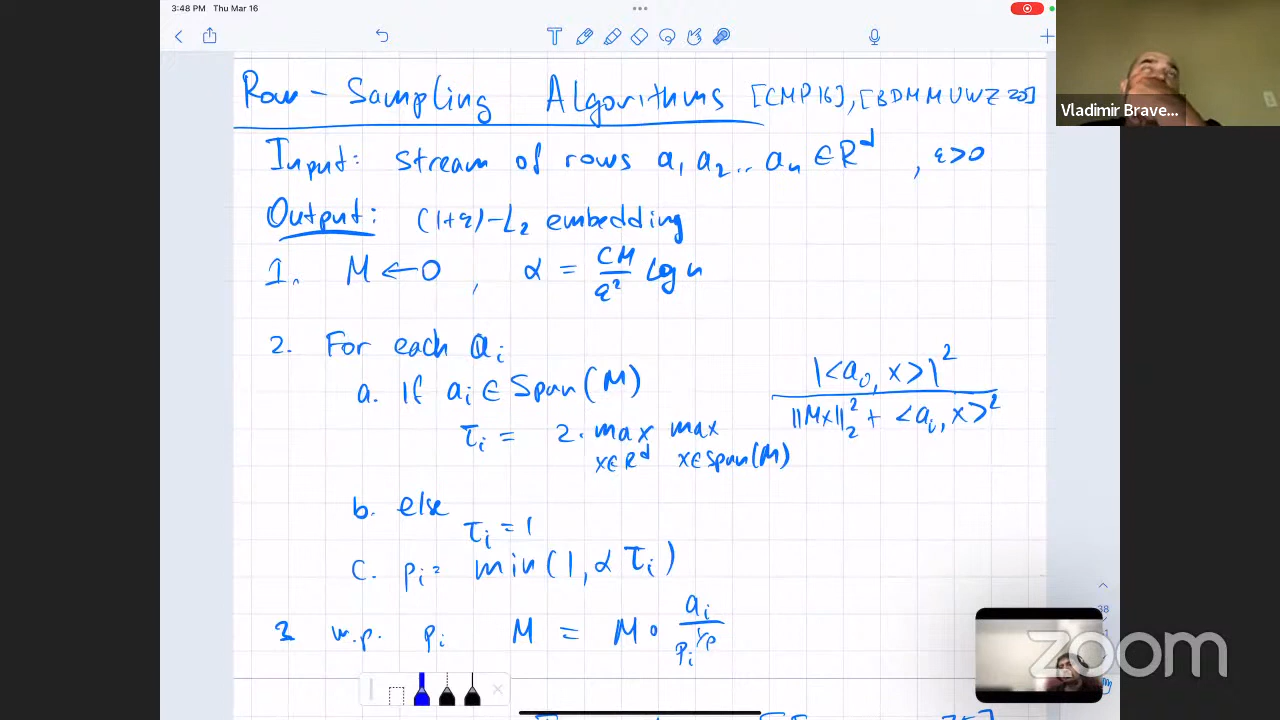 3:48 PM Thu Mar 16
Row-Sampling Algorithms [CMP16], [BDMMUWZ20]
Vladimir Brave...
Input: stream of rows a₁ a₂.. aₙ ∈ R^d, ε>0
Output: (1+ε)-L₂ embedding
1. M ← 0, α = CM/ε² log n
2. For each aᵢ
a. If aᵢ ∈ Span(M)
τᵢ = 2· max x∈R^d max x∈Span(M) |<a₀, x>|² / ||Mx||₂² + <aᵢ, x>²
b. else
τᵢ = 1
c. pᵢ = min(1, α τᵢ)
3 w.p. pᵢ M = M ∘ aᵢ/pᵢ^(1/p)
38
zoom